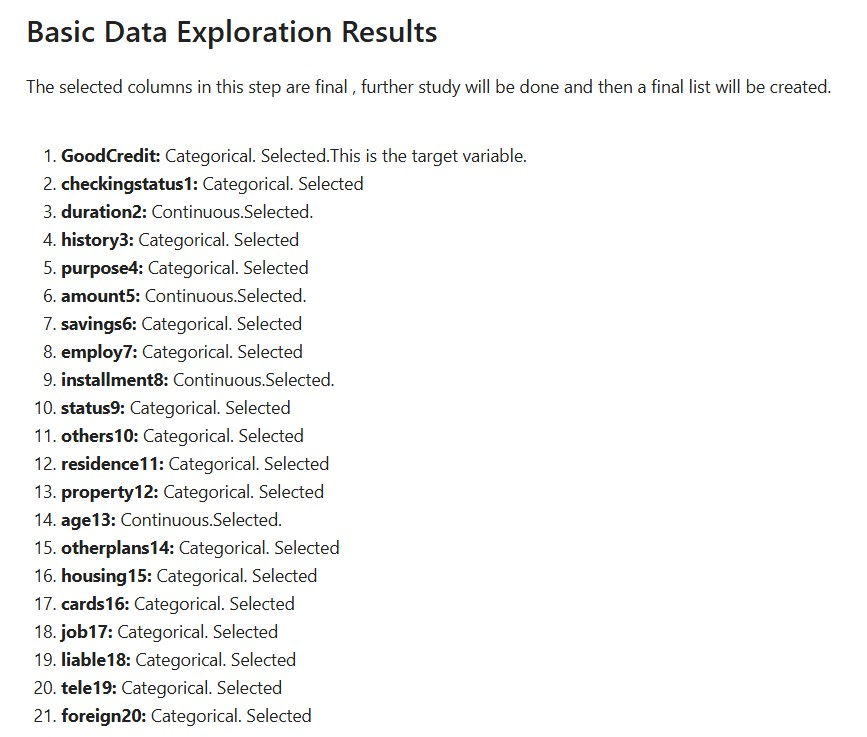 Basic Data Exploration Results
The selected columns in this step are final , further study will be done and then a final list will be created.
1. GoodCredit: Categorical. Selected.This is the target variable.
2. checkingstatus1: Categorical. Selected
3. duration2: Continuous.Selected.
4. history3: Categorical. Selected
5. purpose4: Categorical. Selected
6. amount5: Continuous.Selected.
7. savings6: Categorical. Selected
8. employ7: Categorical. Selected
9. installment8: Continuous.Selected.
10. status9: Categorical. Selected
11. others10: Categorical. Selected
12. residence11: Categorical. Selected
13. property12: Categorical. Selected
14. age13: Continuous.Selected.
15. otherplans14: Categorical. Selected
16. housing15: Categorical. Selected
17. cards16: Categorical. Selected
18. job17: Categorical. Selected
19. liable18: Categorical. Selected
20. tele19: Categorical. Selected
21. foreign20: Categorical. Selected